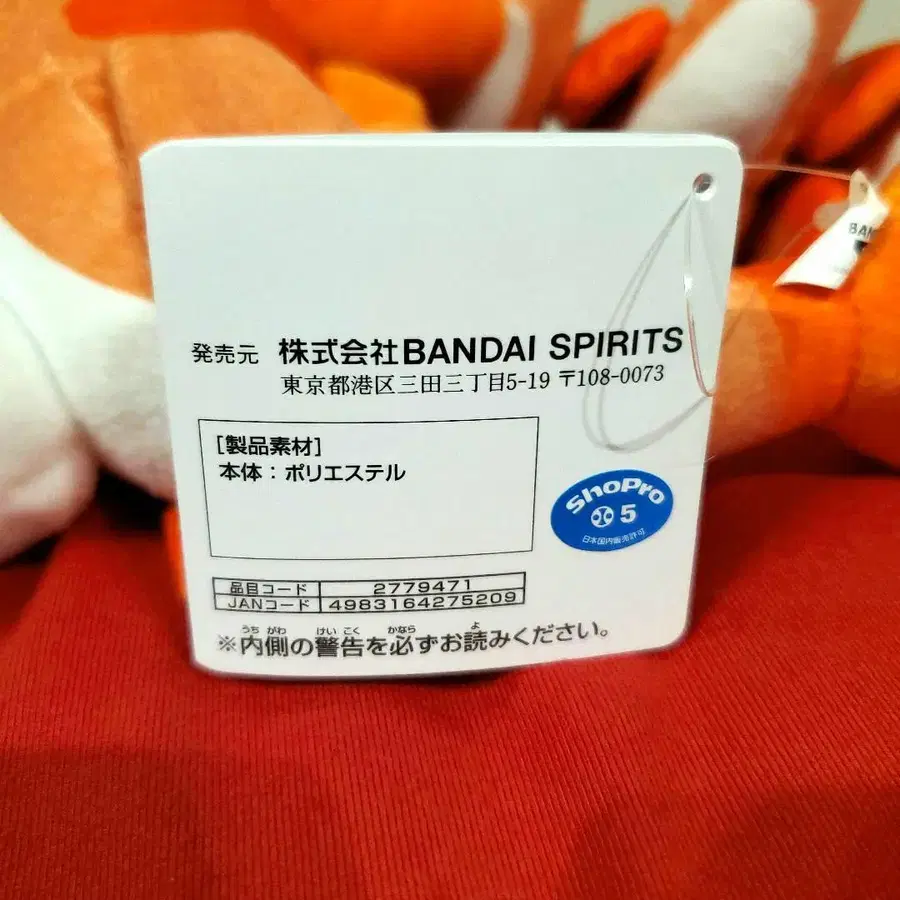 発売元 株式会社BANDAI SPIRITS
東京都港区三田三丁目5-19 〒108-0073
[製品素材]
本体：ポリエステル
ShoPro
5
日本国内販売許可
品目コード 2779471
JANコード 4983164275209
うちがわ けいこく かなら よ
※内側の警告を必ずお読みください。
BAN